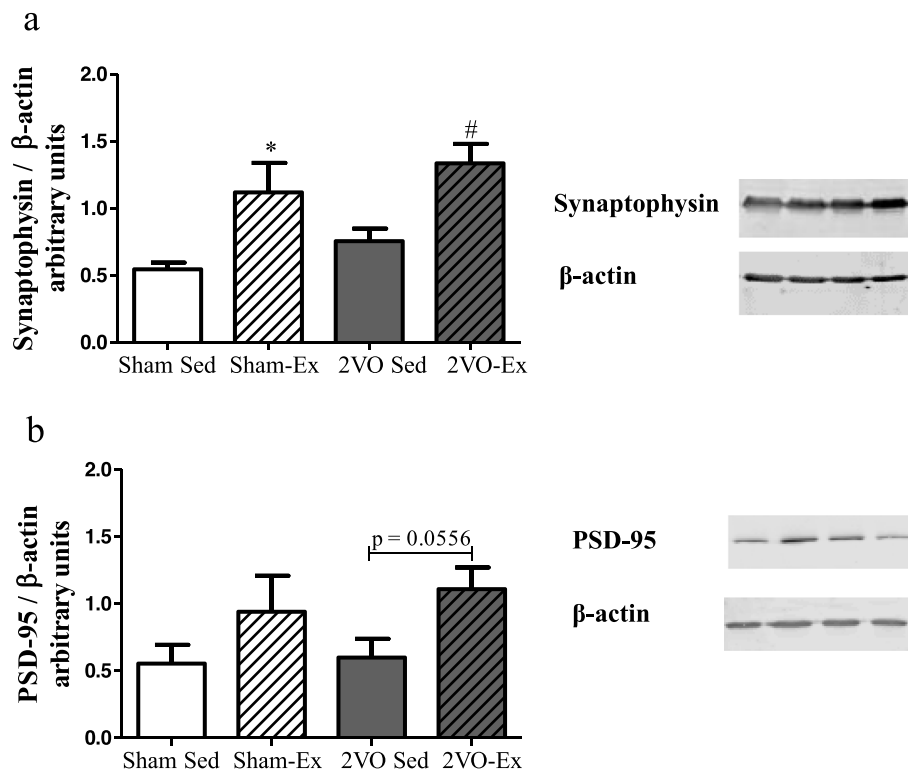 a
Synaptophysin / β-actin
arbitrary units
2.0
1.5
1.0
0.5
0.0
*
#
Sham Sed
Sham-Ex
2VO Sed
2VO-Ex
Synaptophysin
β-actin
b
PSD-95 / β-actin
arbitrary units
2.0
1.5
1.0
0.5
0.0
p = 0.0556
Sham Sed
Sham-Ex
2VO Sed
2VO-Ex
PSD-95
β-actin